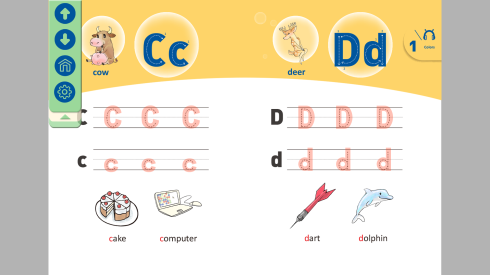 Cc
cow
Dd
deer
1
C C C C
D D D D
c c c c
d d d d
cake
computer
dart
dolphin